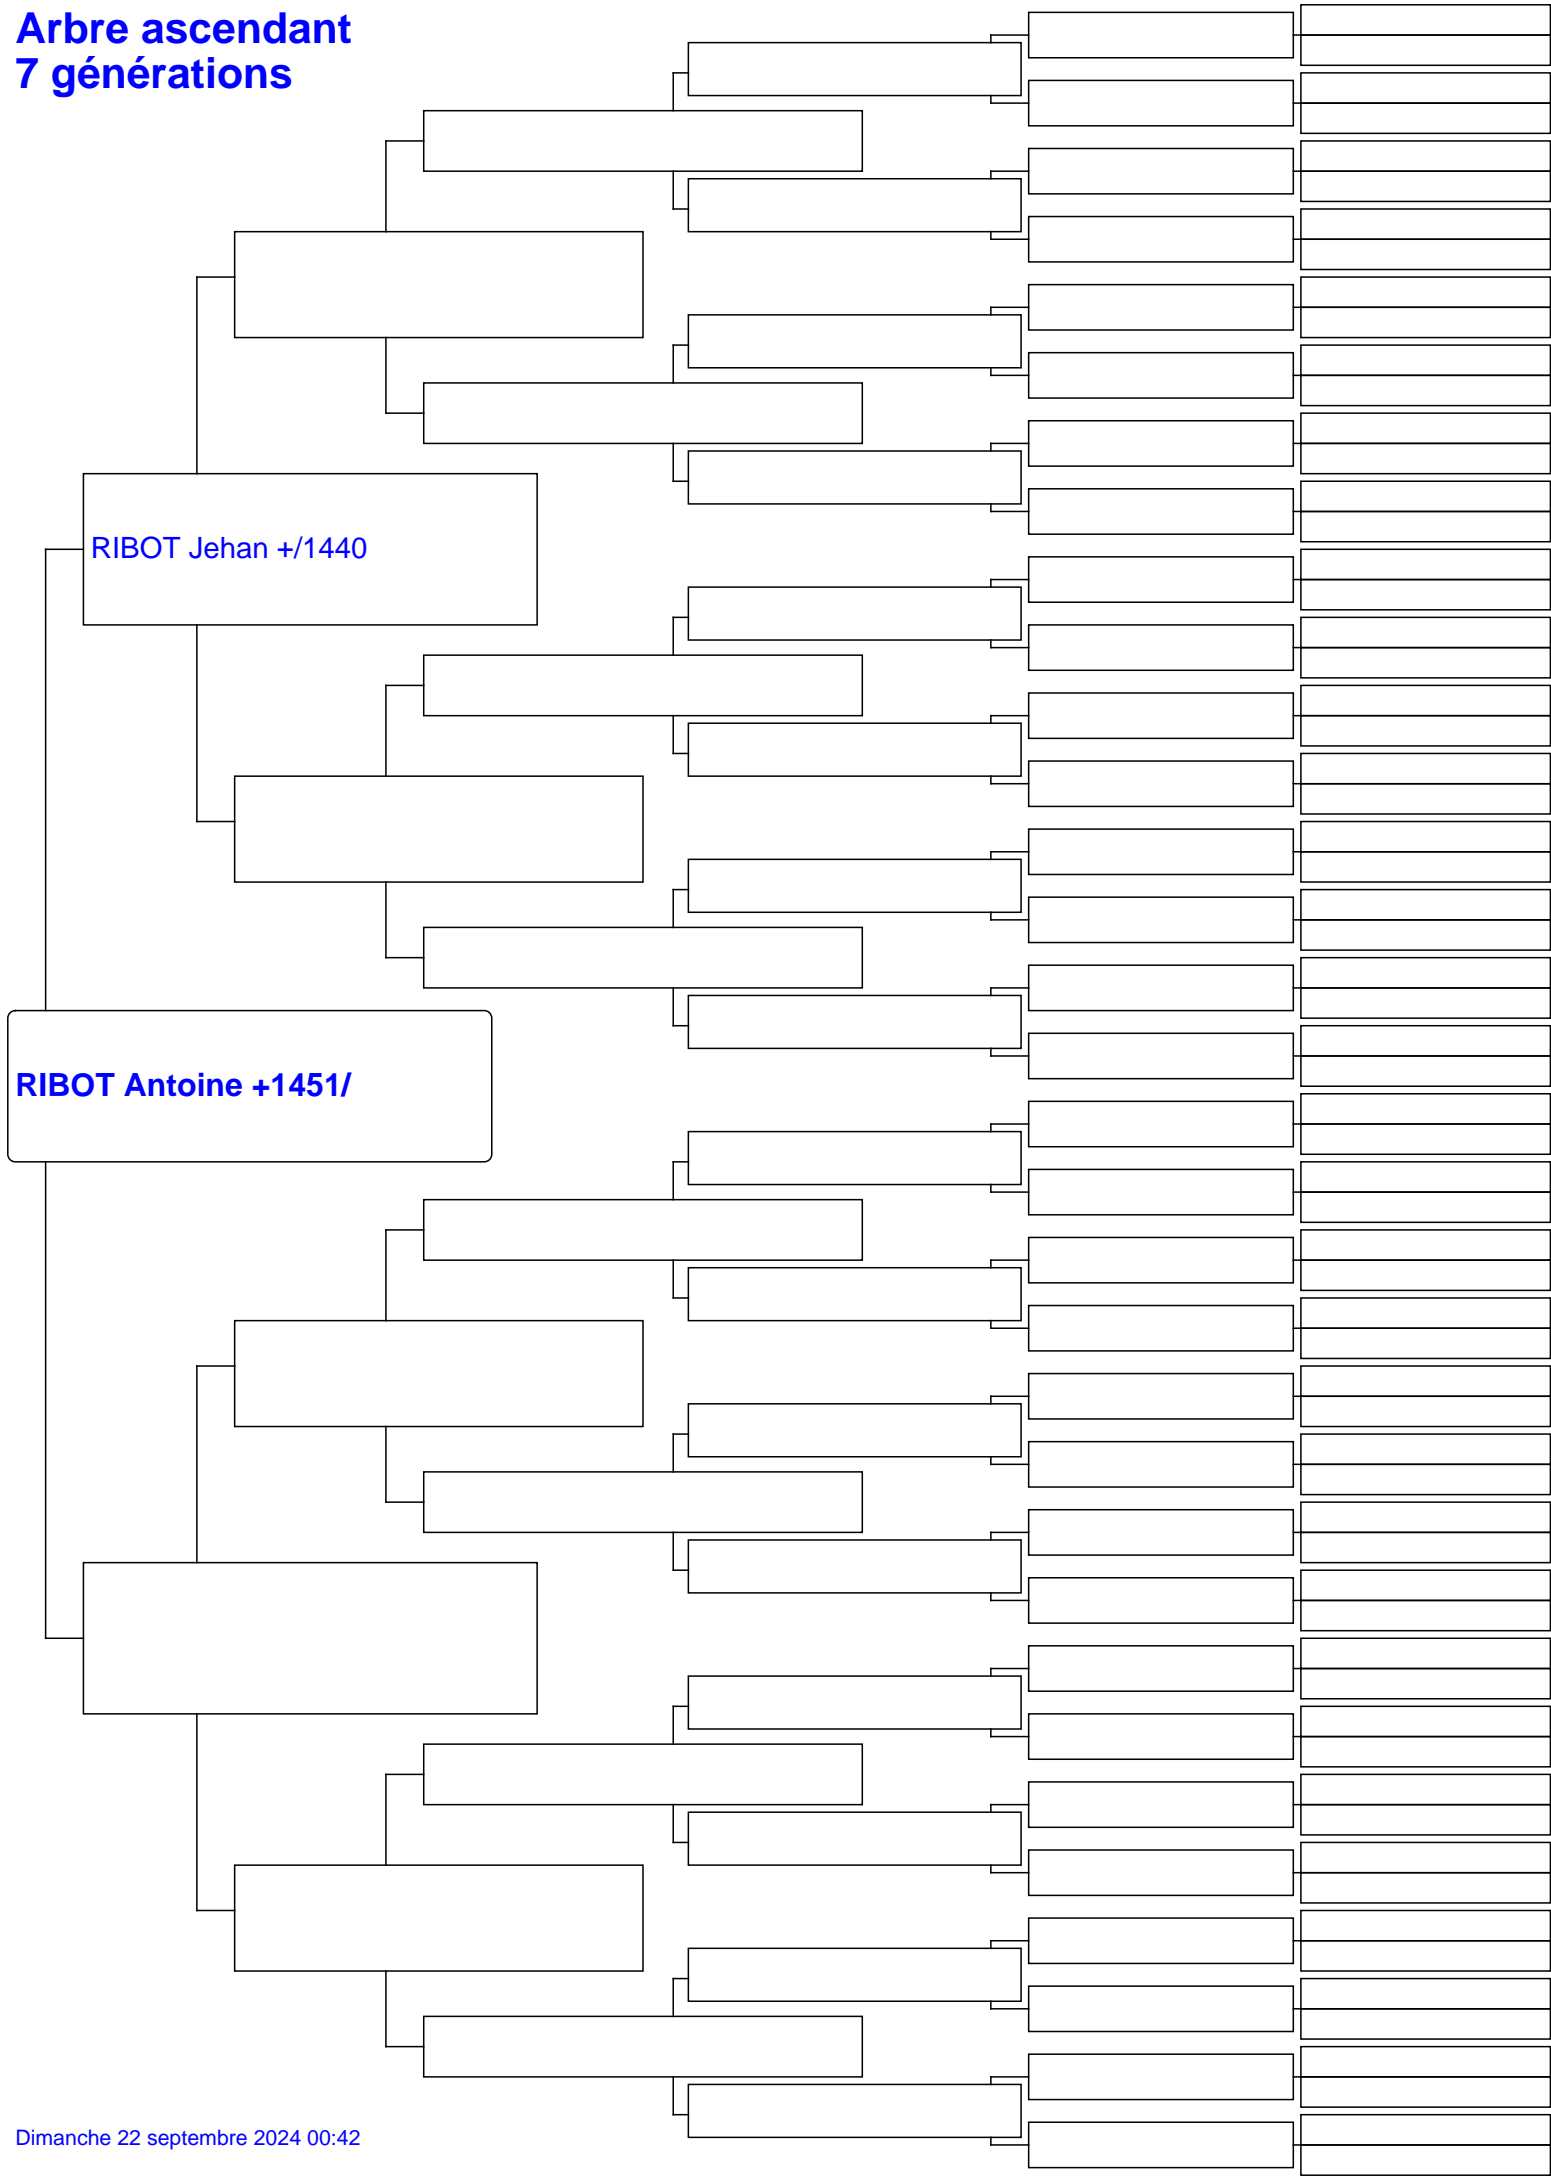 Arbre ascendant
7 générations
RIBOT Jehan +/1440
RIBOT Antoine +1451/
Dimanche 22 septembre 2024 00:42